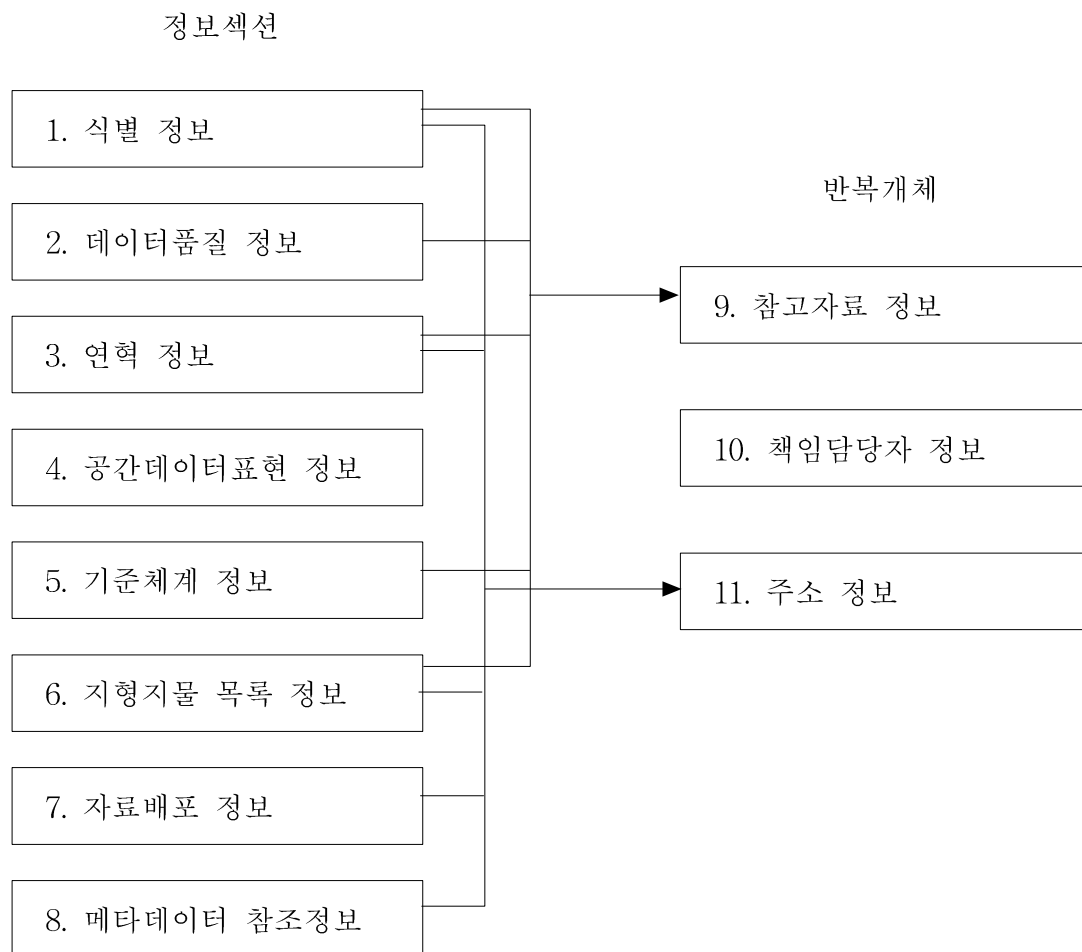 정보섹션
1. 식별 정보
2. 데이터품질 정보
3. 연혁 정보
4. 공간데이터표현 정보
5. 기준체계 정보
6. 지형지물 목록 정보
7. 자료배포 정보
8. 메타데이터 참조정보
반복개체
9. 참고자료 정보
10. 책임담당자 정보
11. 주소 정보